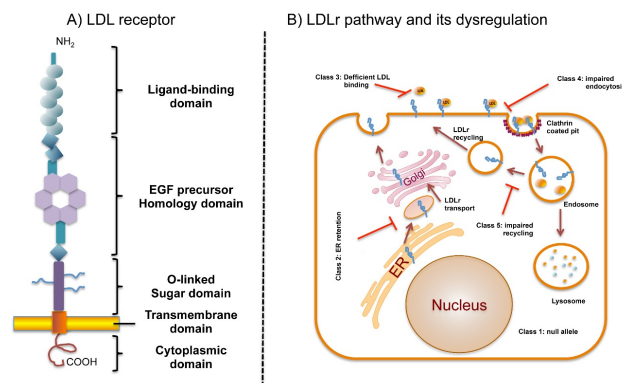 A) LDL receptor
B) LDLr pathway and its dysregulation
NH2
Ligand-binding
domain
EGF precursor
Homology domain
O-linked
Sugar domain
Transmembrane
domain
Cytoplasmic
domain
COOH
Class 3: Defficient LDL
binding
Class 4: impaired
endocytosi
Clathrin
coated pit
LDLr
recycling
Golgi
LDLr
transport
Class 2: ER retention
ER
Endosome
Class 5: impaired
recycling
Nucleus
Lysosome
Class 1: null allele